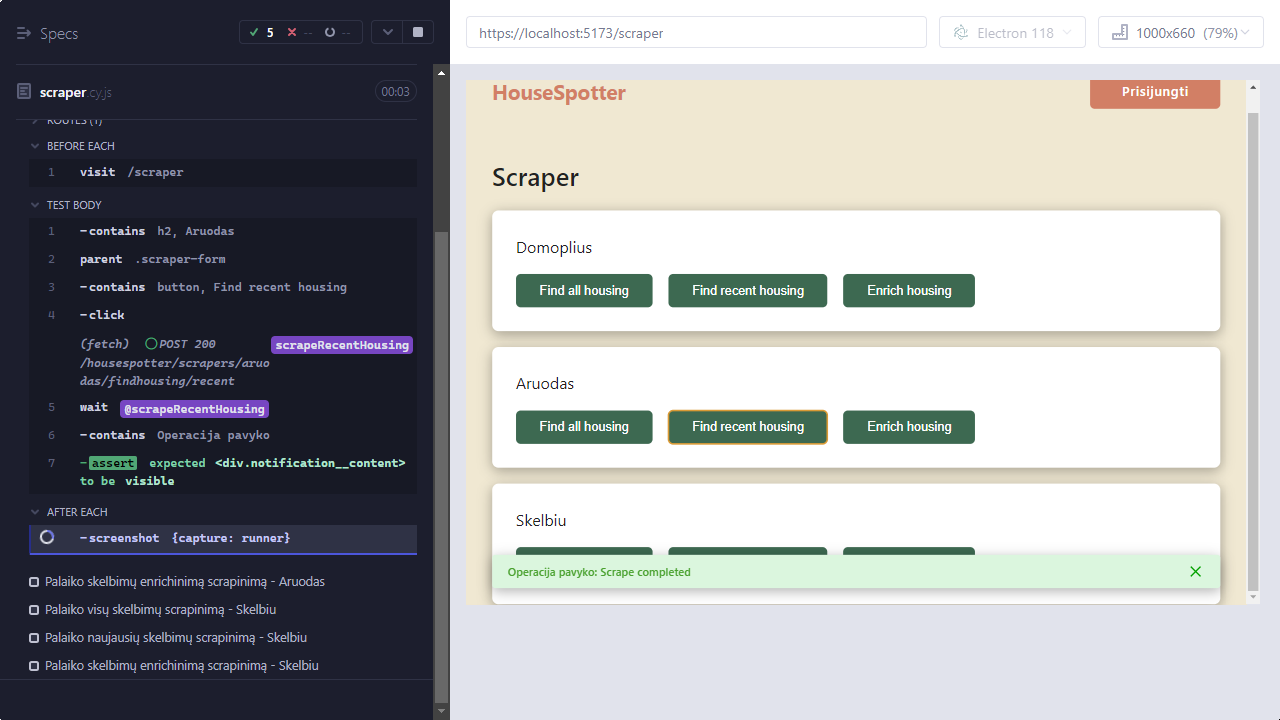 Specs
5
--
--
scraper.cy.js
00:03
ROUTES (1)
BEFORE EACH
1 visit /scraper
TEST BODY
1 -contains h2, Aruodas
2 parent .scraper-form
3 -contains button, Find recent housing
4 -click
(fetch) POST 200 scrapeRecentHousing
/housespotter/scrapers/aruo
das/findhousing/recent
5 wait @scrapeRecentHousing
6 -contains Operacija pavyko
7 -assert expected <div.notification__content>
to be visible
AFTER EACH
-screenshot {capture: runner}
Palaiko skelbimų enrichinimą scrapinimą - Aruodas
Palaiko visų skelbimų scrapinimą - Skelbiu
Palaiko naujausių skelbimų scrapinimą - Skelbiu
Palaiko skelbimų enrichinimą scrapinimą - Skelbiu
https://localhost:5173/scraper
Electron 118
1000x660 (79%)
HouseSpotter
Prisijungti
Scraper
Domoplius
Find all housing Find recent housing Enrich housing
Aruodas
Find all housing Find recent housing Enrich housing
Skelbiu
Operacija pavyko: Scrape completed